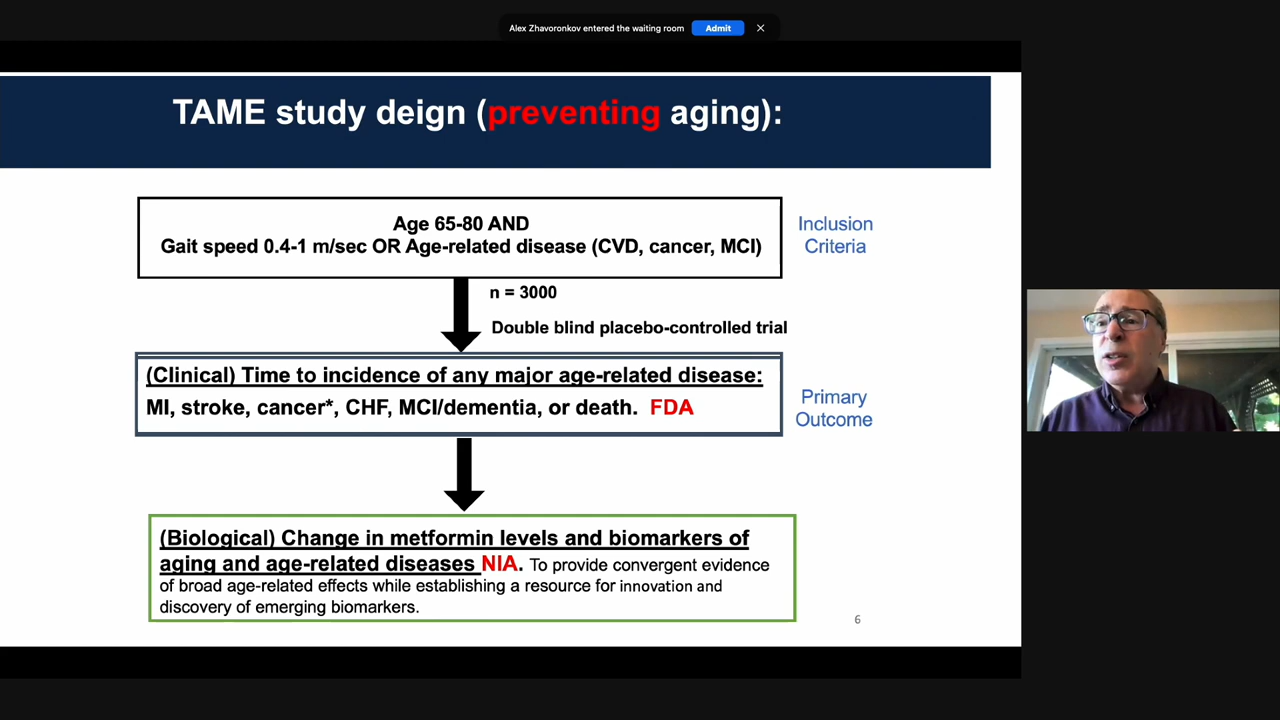 Alex Zhavoronkov entered the waiting room Admit
TAME study deign (preventing aging):
Age 65-80 AND
Gait speed 0.4-1 m/sec OR Age-related disease (CVD, cancer, MCI)
Inclusion
Criteria
n = 3000
Double blind placebo-controlled trial
(Clinical) Time to incidence of any major age-related disease:
MI, stroke, cancer*, CHF, MCI/dementia, or death. FDA
Primary
Outcome
(Biological) Change in metformin levels and biomarkers of
aging and age-related diseases NIA. To provide convergent evidence
of broad age-related effects while establishing a resource for innovation and
discovery of emerging biomarkers.
6